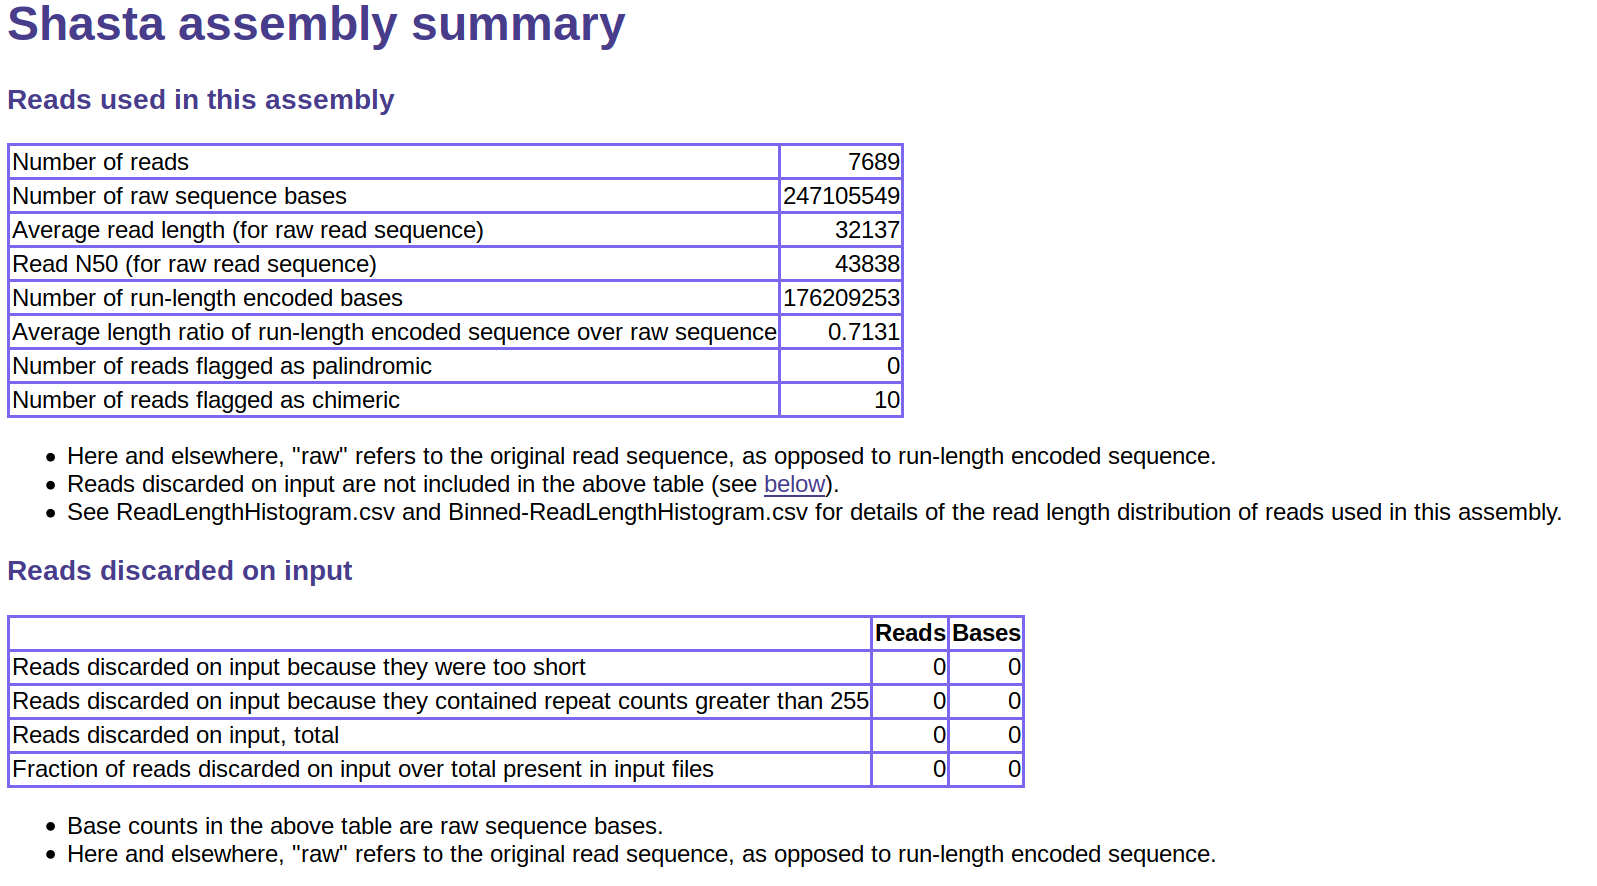 Shasta assembly summary
Reads used in this assembly
Number of reads 7689
Number of raw sequence bases 247105549
Average read length (for raw read sequence) 32137
Read N50 (for raw read sequence) 43838
Number of run-length encoded bases 176209253
Average length ratio of run-length encoded sequence over raw sequence 0.7131
Number of reads flagged as palindromic 0
Number of reads flagged as chimeric 10
Here and elsewhere, "raw" refers to the original read sequence, as opposed to run-length encoded sequence.
Reads discarded on input are not included in the above table (see below).
See ReadLengthHistogram.csv and Binned-ReadLengthHistogram.csv for details of the read length distribution of reads used in this assembly.
Reads discarded on input
Reads Bases
Reads discarded on input because they were too short 0 0
Reads discarded on input because they contained repeat counts greater than 255 0 0
Reads discarded on input, total 0 0
Fraction of reads discarded on input over total present in input files 0 0
Base counts in the above table are raw sequence bases.
Here and elsewhere, "raw" refers to the original read sequence, as opposed to run-length encoded sequence.